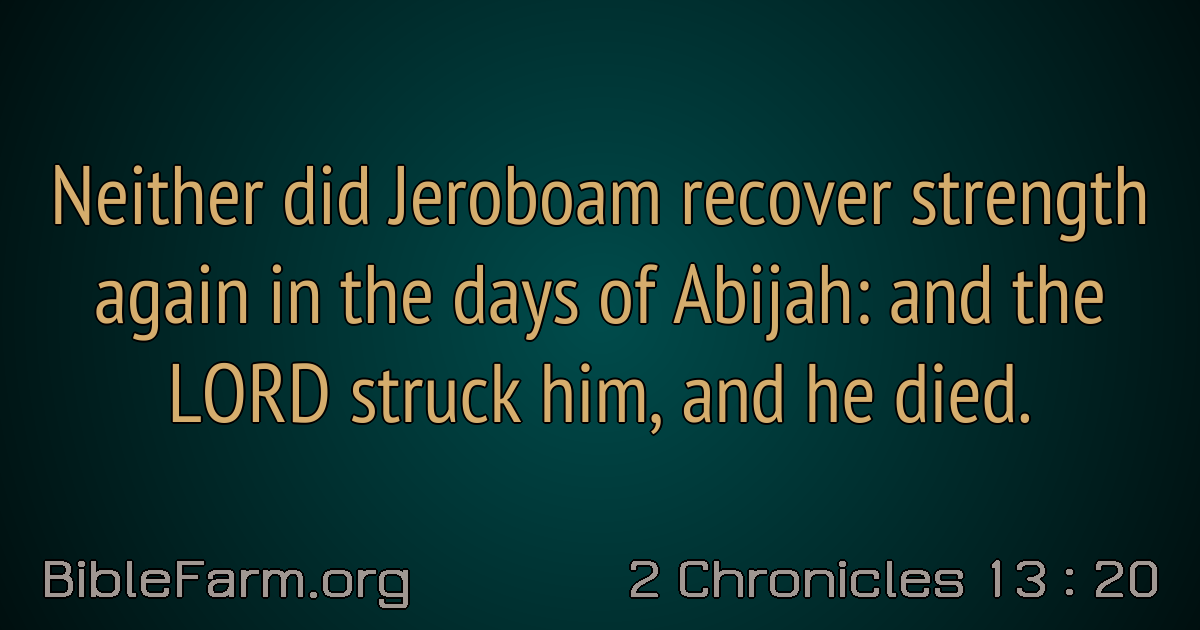 Neither did Jeroboam recover strength
again in the days of Abijah: and the
LORD struck him, and he died.
BibleFarm.org
2 Chronicles 13 : 20